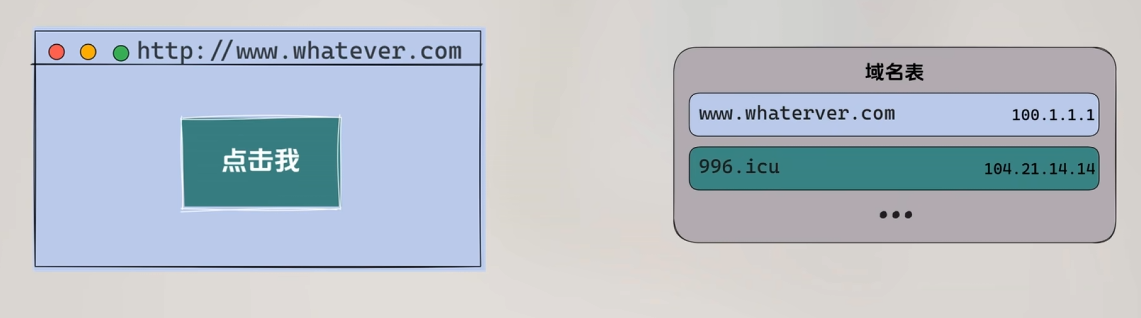 http://www.whatever.com
点击我
域名表
www.whaterver.com 100.1.1.1
996.icu 104.21.14.14
•••